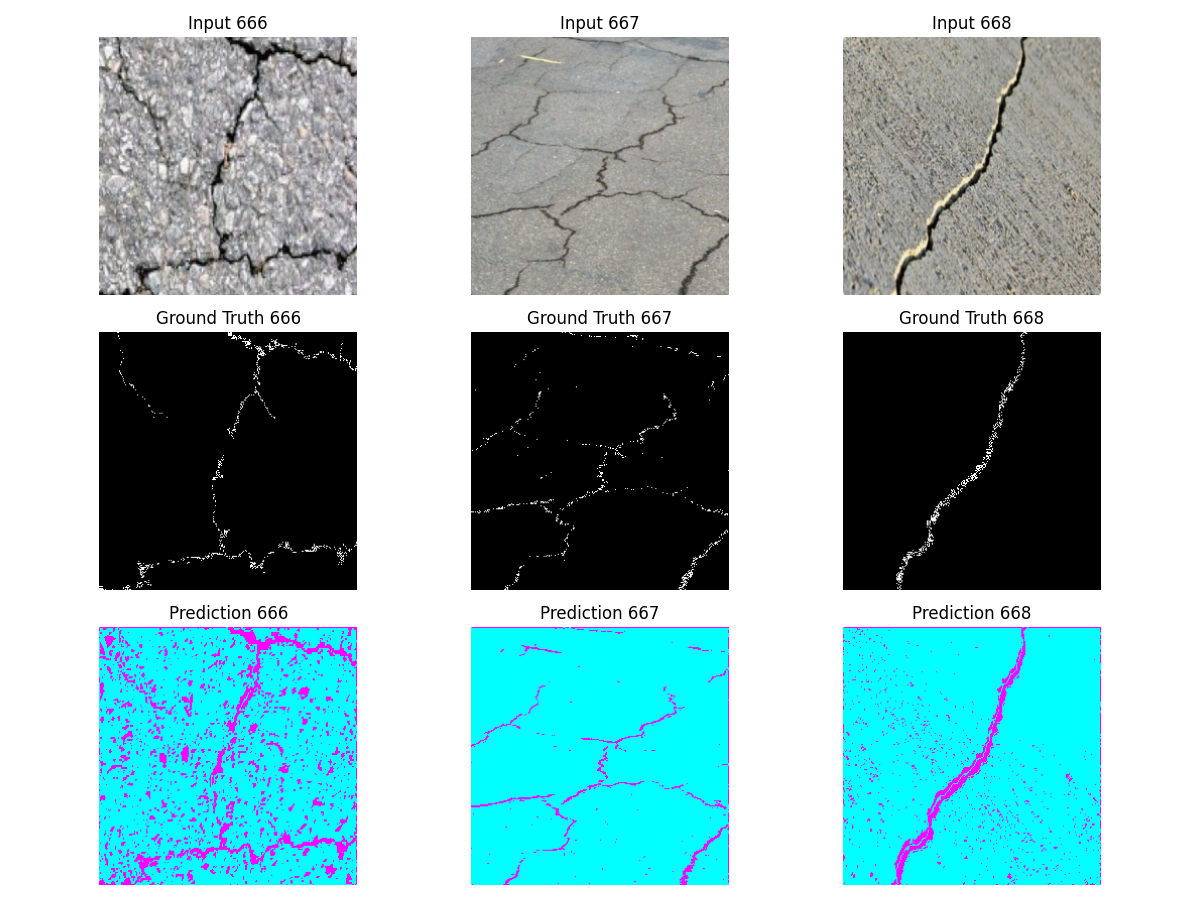 Input 666
Input 667
Input 668
Ground Truth 666
Ground Truth 667
Ground Truth 668
Prediction 666
Prediction 667
Prediction 668